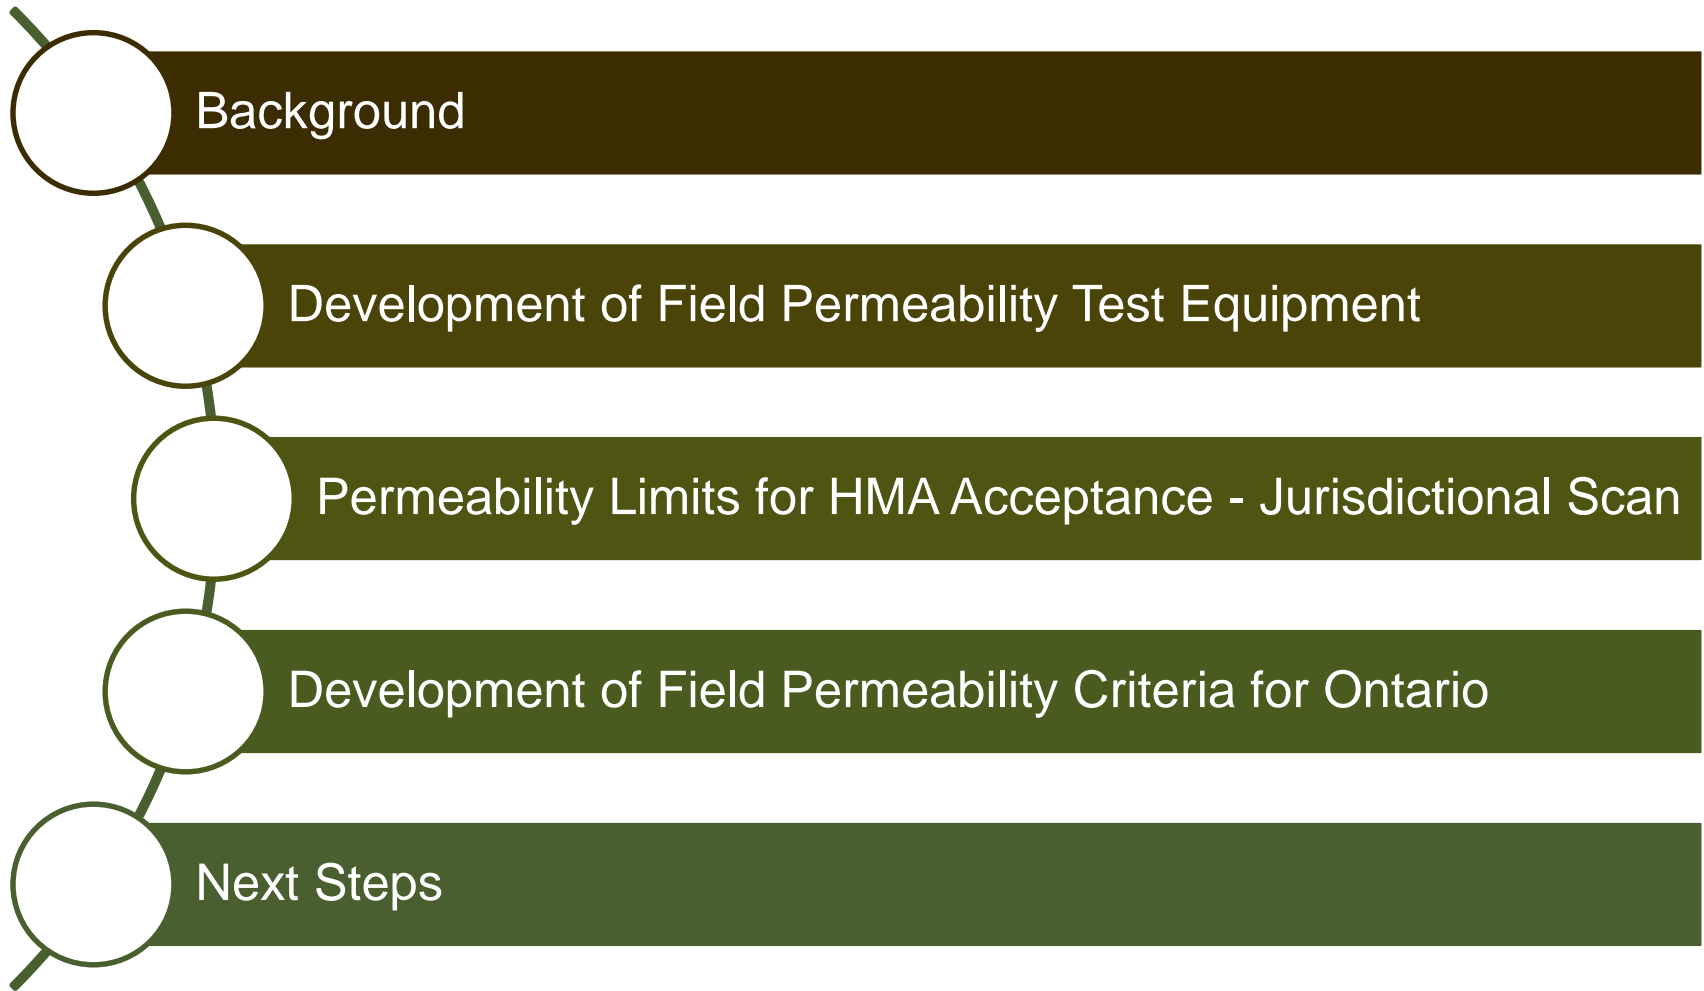 Background
Development of Field Permeability Test Equipment
Permeability Limits for HMA Acceptance - Jurisdictional Scan
Development of Field Permeability Criteria for Ontario
Next Steps